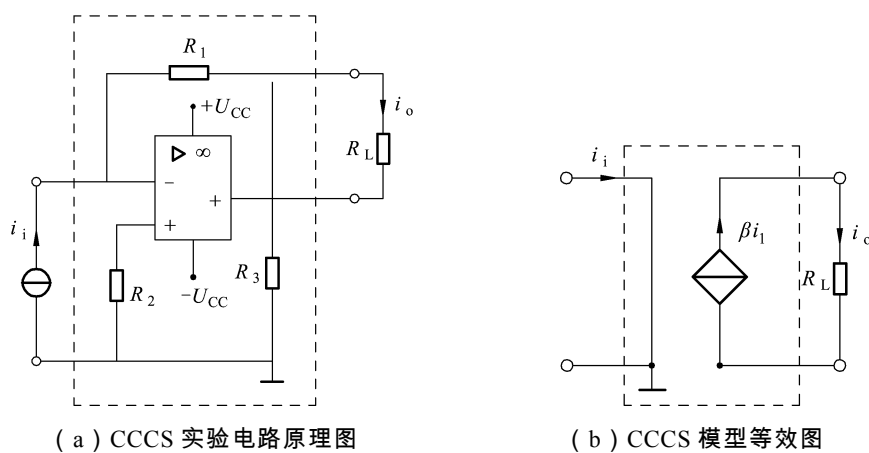 R1
+UCC
∞
io
RL
−
+
+
ii
R2
−UCC
R3
ii
βi1
io
RL
（a）CCCS 实验电路原理图
（b）CCCS 模型等效图